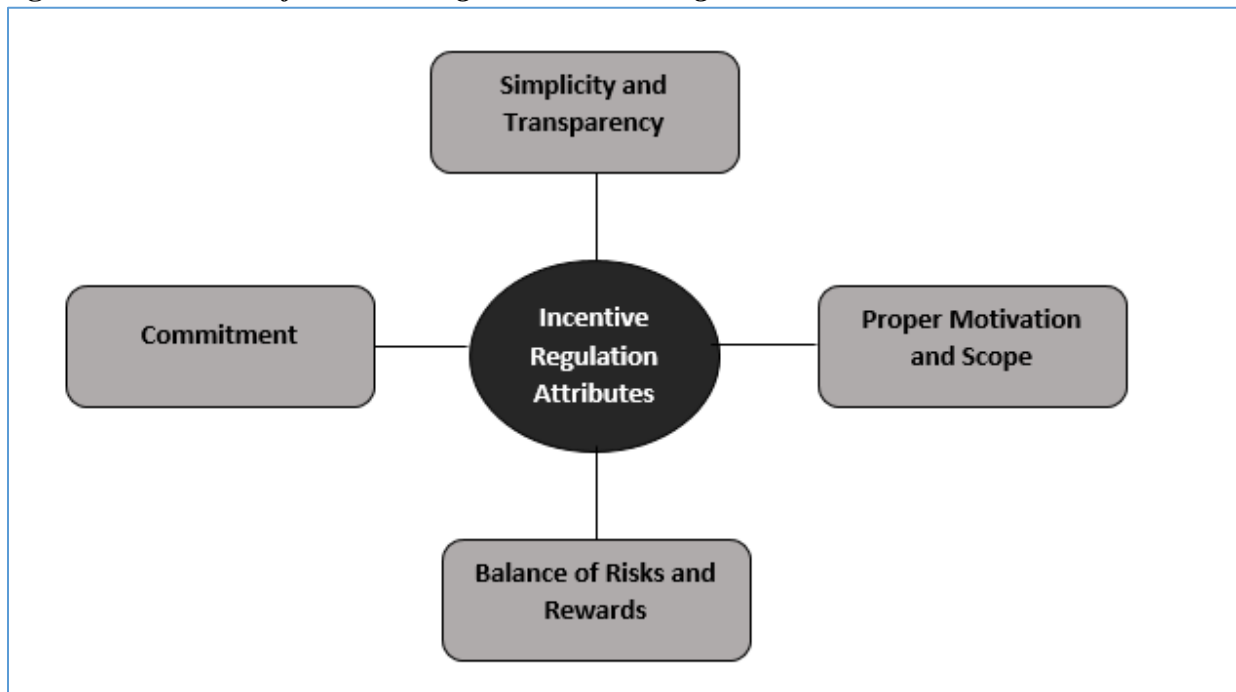 Simplicity and
Transparency
Commitment
Incentive
Regulation
Attributes
Proper Motivation
and Scope
Balance of Risks and
Rewards